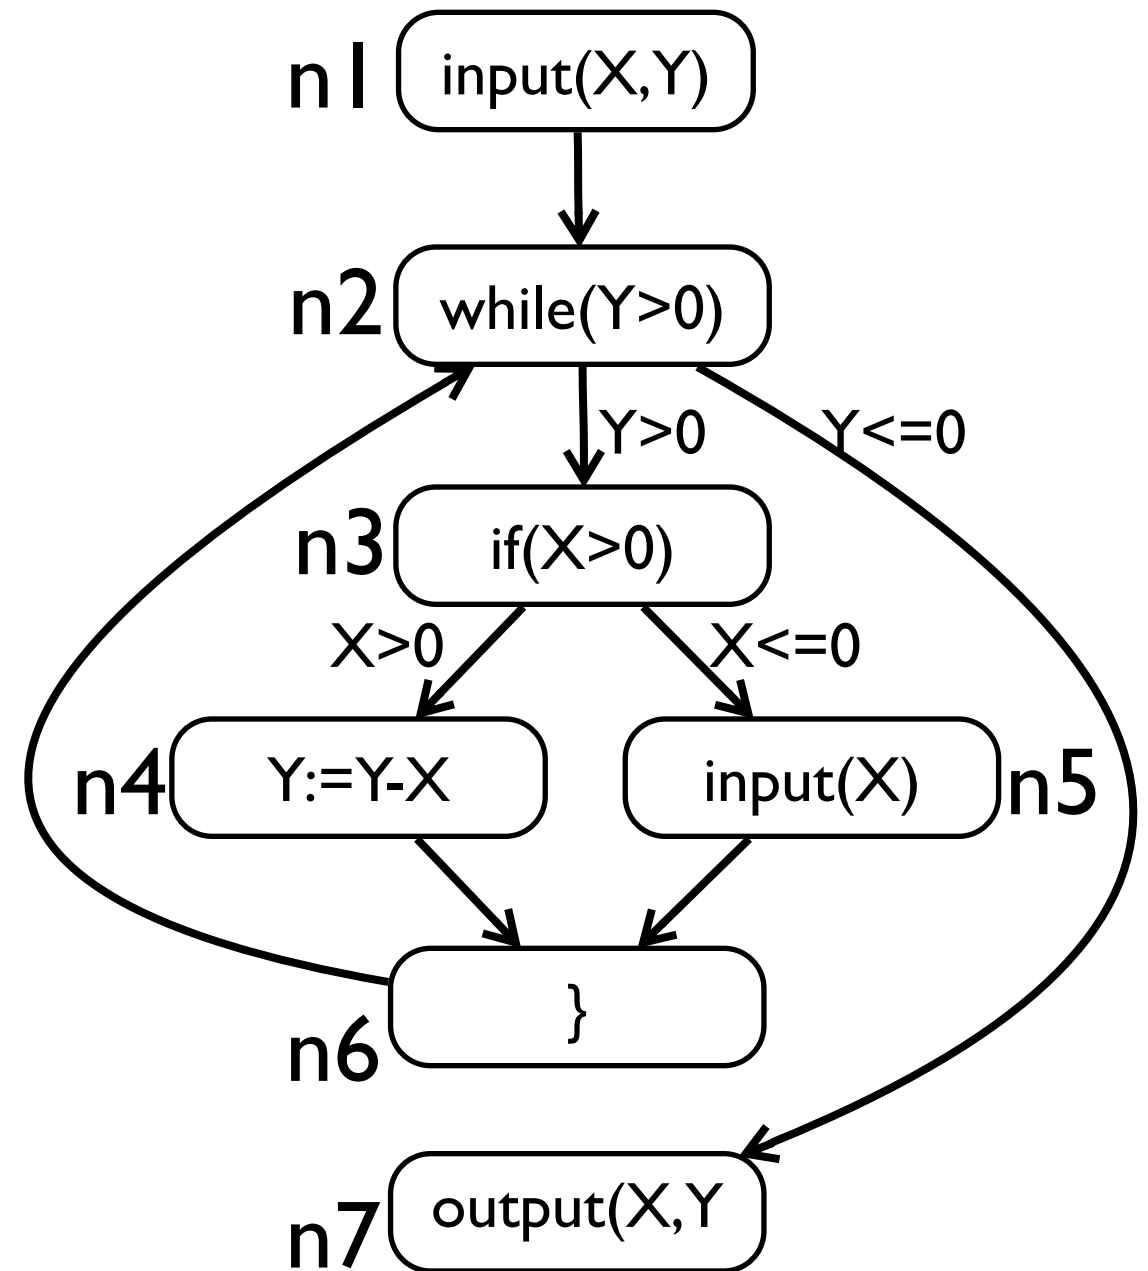 n1
input(X,Y)
n2
while(Y>0)
Y>0
Y<=0
n3
if(X>0)
X>0
X<=0
n4
Y:=Y-X
input(X)
n5
}
n6
output(X,Y
n7